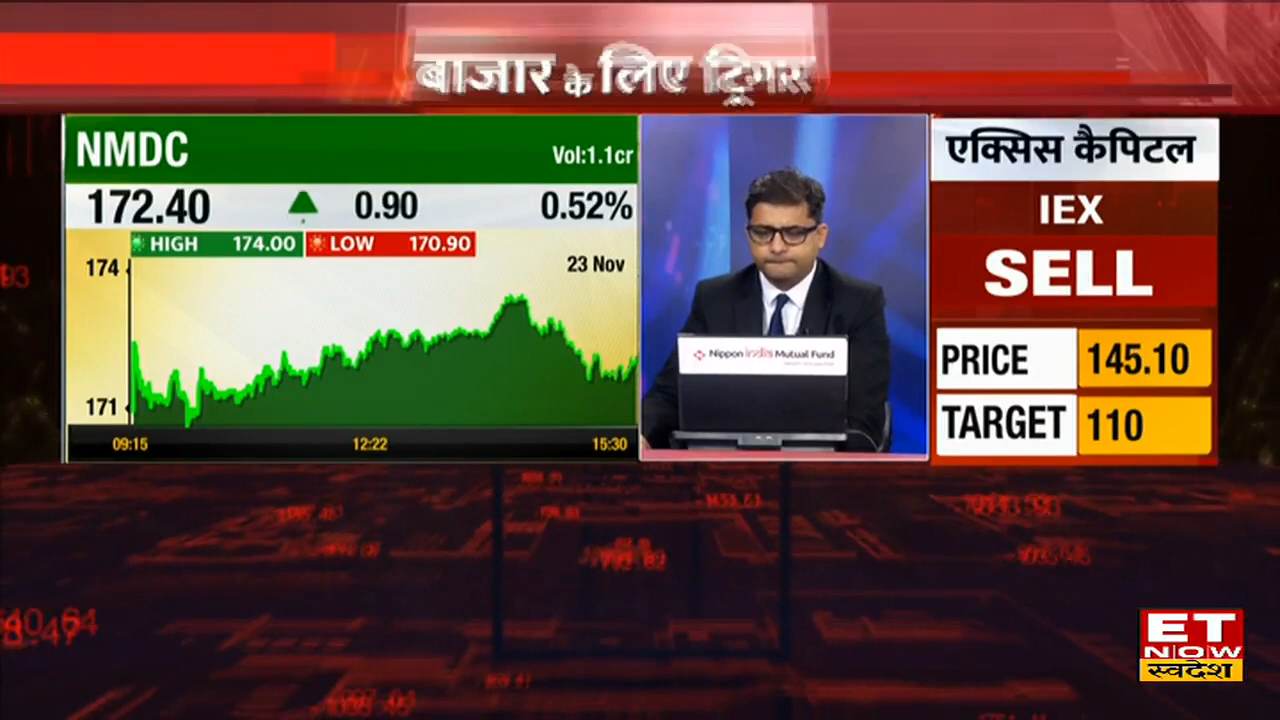 बाजार के लिए ट्रिगर
NMDC
Vol:1.1cr
172.40 0.90 0.52%
HIGH 174.00 LOW 170.90
174
23 Nov
171
09:15 12:22 15:30
Nippon india Mutual Fund
एक्सिस कैपिटल
IEX
SELL
PRICE 145.10
TARGET 110
ET
NOW
स्वदेश